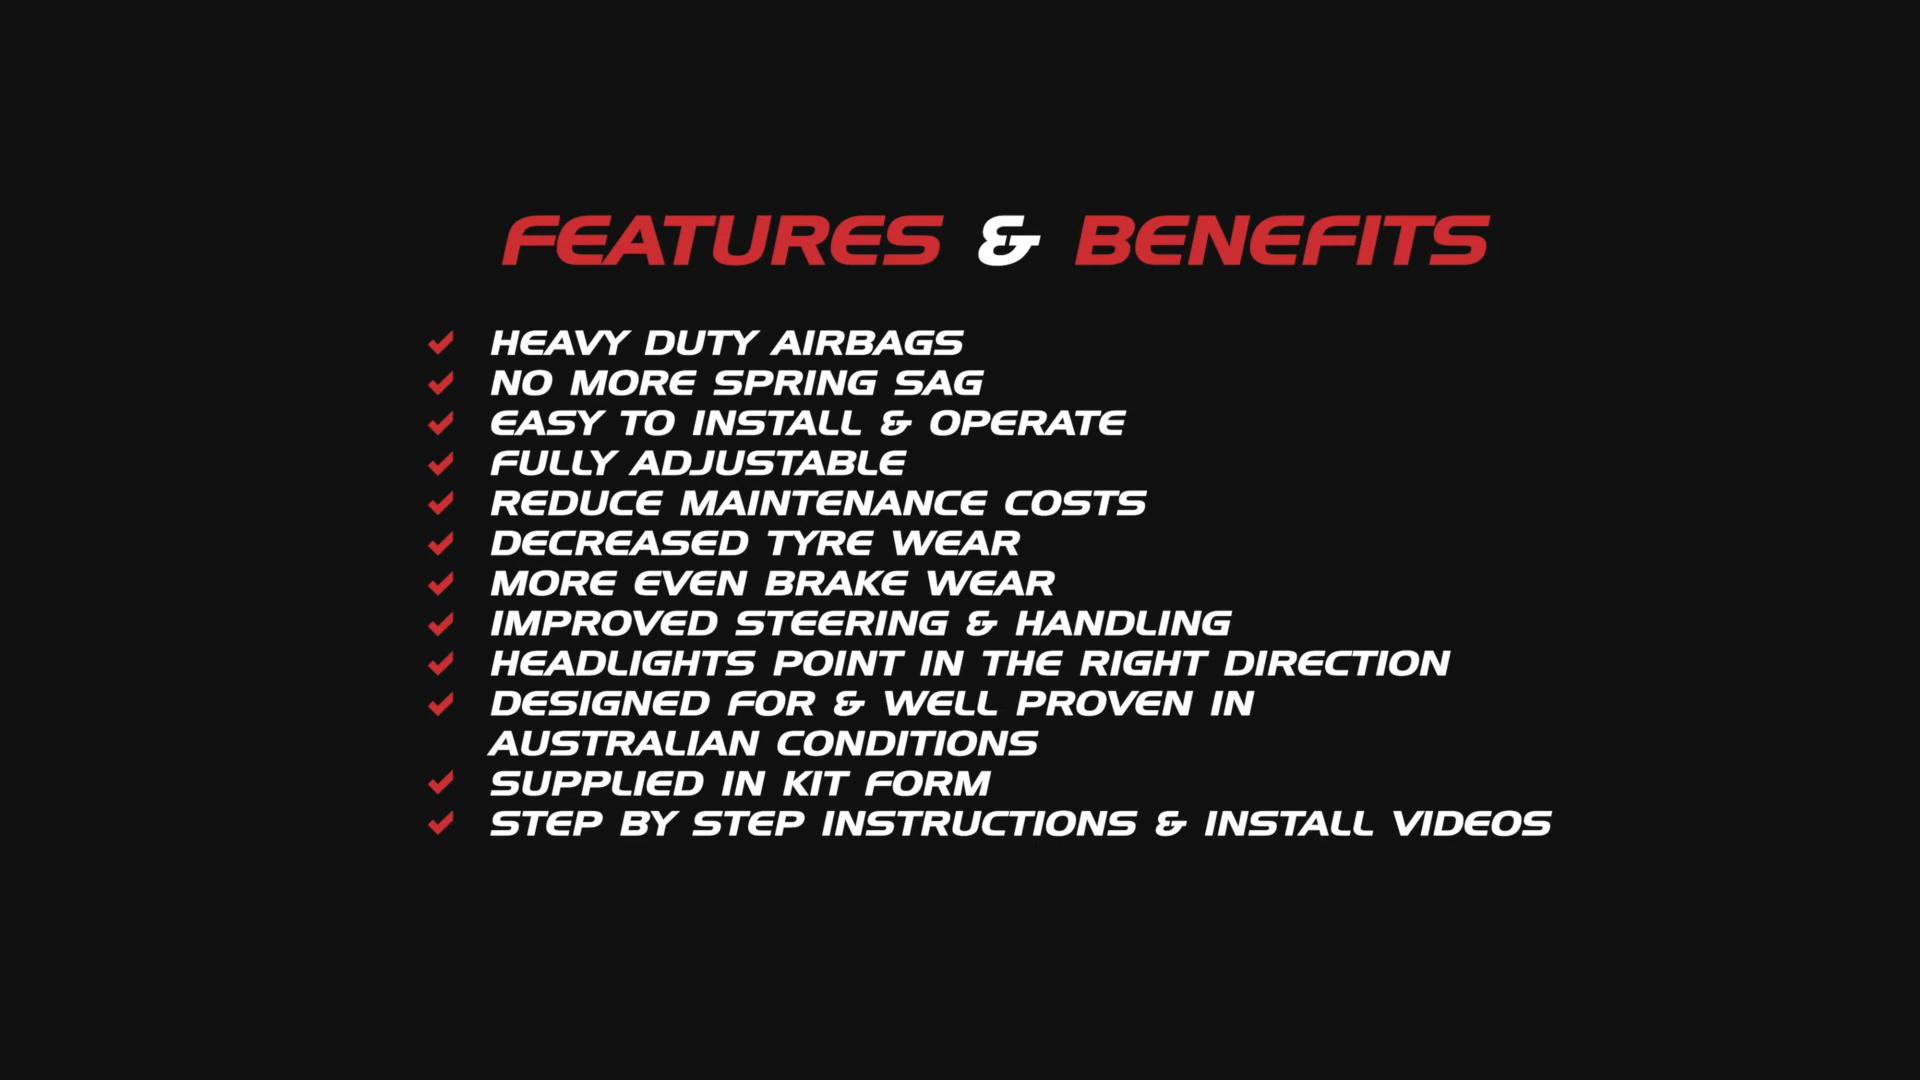 FEATURES & BENEFITS
HEAVY DUTY AIRBAGS
NO MORE SPRING SAG
EASY TO INSTALL & OPERATE
FULLY ADJUSTABLE
REDUCE MAINTENANCE COSTS
DECREASED TYRE WEAR
MORE EVEN BRAKE WEAR
IMPROVED STEERING & HANDLING
HEADLIGHTS POINT IN THE RIGHT DIRECTION
DESIGNED FOR & WELL PROVEN IN
AUSTRALIAN CONDITIONS
SUPPLIED IN KIT FORM
STEP BY STEP INSTRUCTIONS & INSTALL VIDEOS